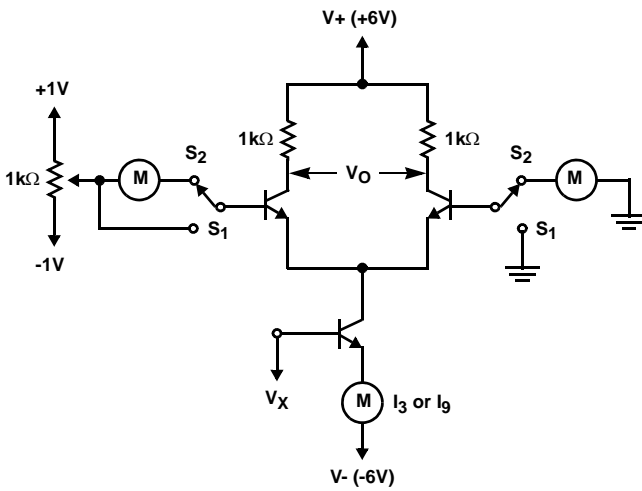 V+ (+6V)
+1V
1kΩ
-1V
M
S2
S1
1kΩ
VO
1kΩ
S2
S1
M
VX
M
I3 or I9
V- (-6V)